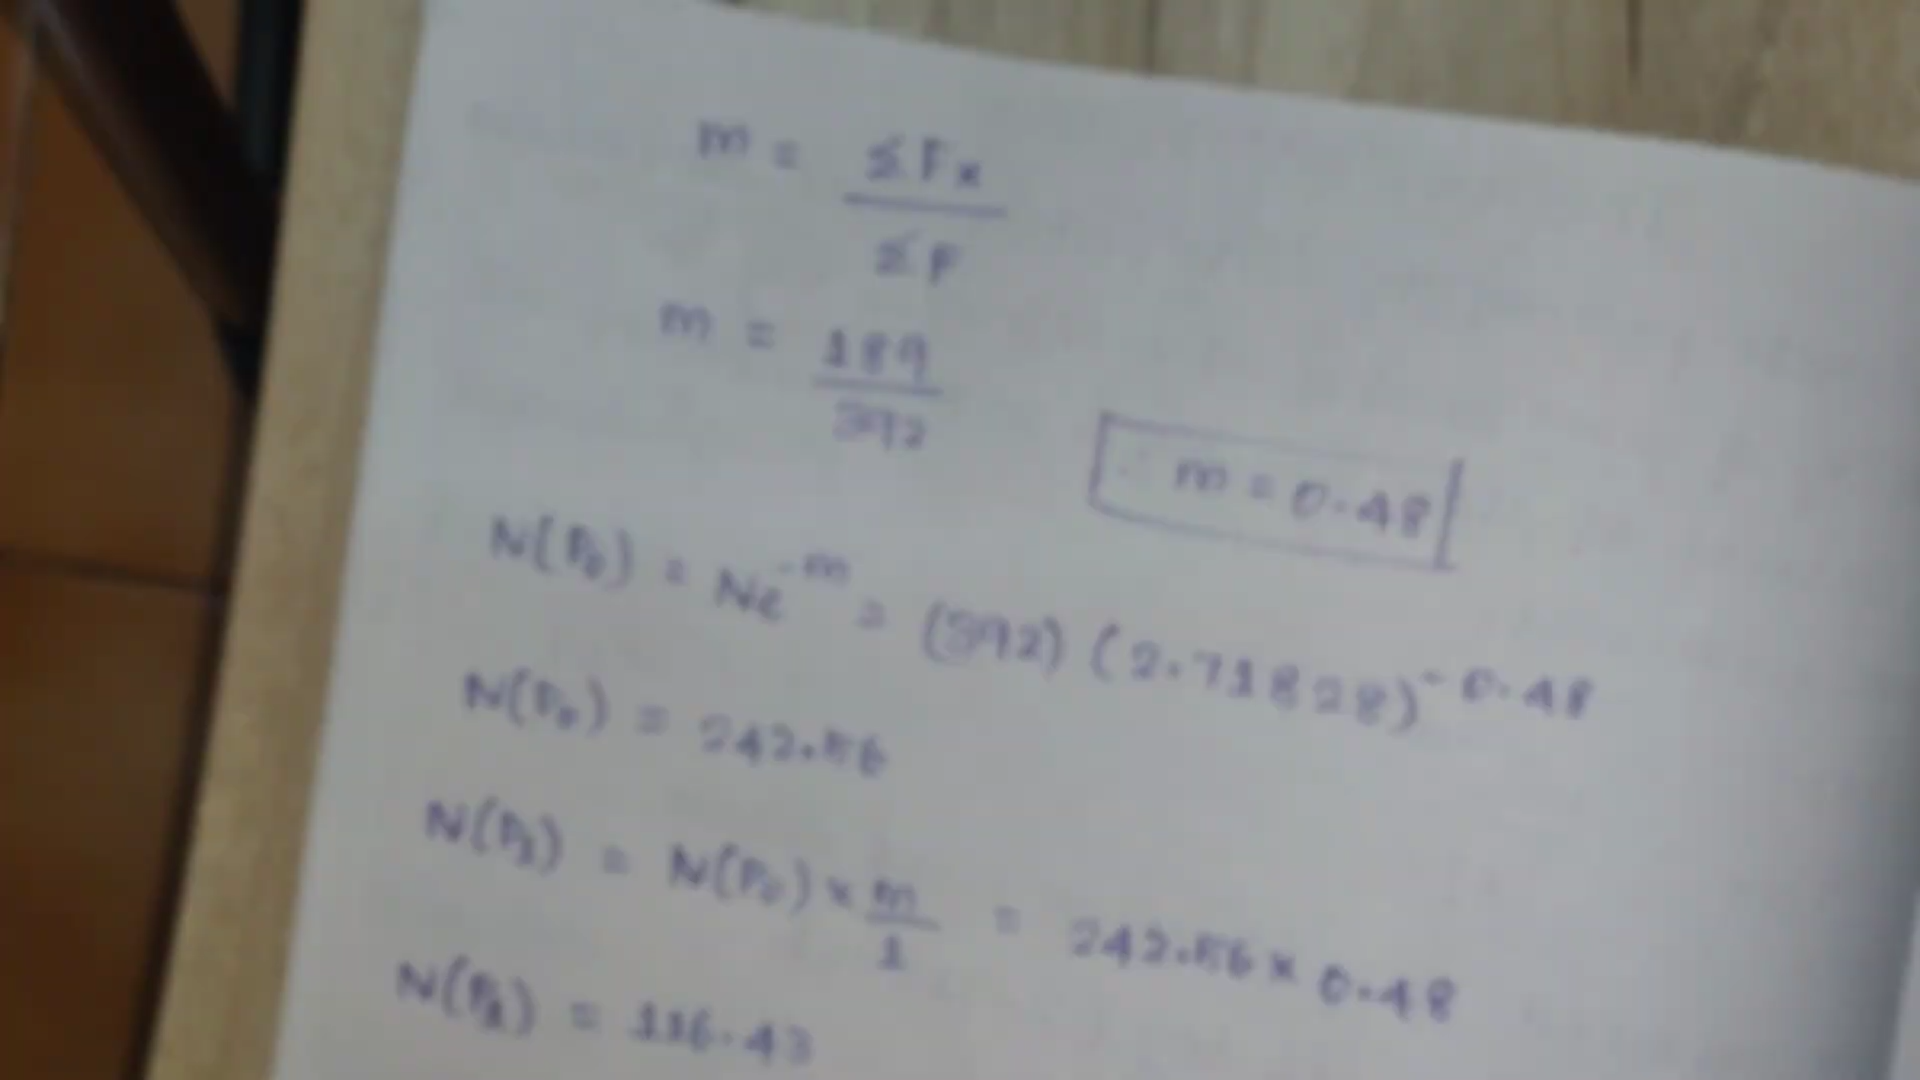 m = ΣFx / ΣF
m = 189 / 392
∴ m = 0.48
N(P₀) = Ne⁻ᵐ = (392) (2.71828)⁻⁰·⁴⁸
N(P₀) = 242.56
N(P₁) = N(P₀) × m / 1 = 242.56 × 0.48
N(P₁) = 116.43